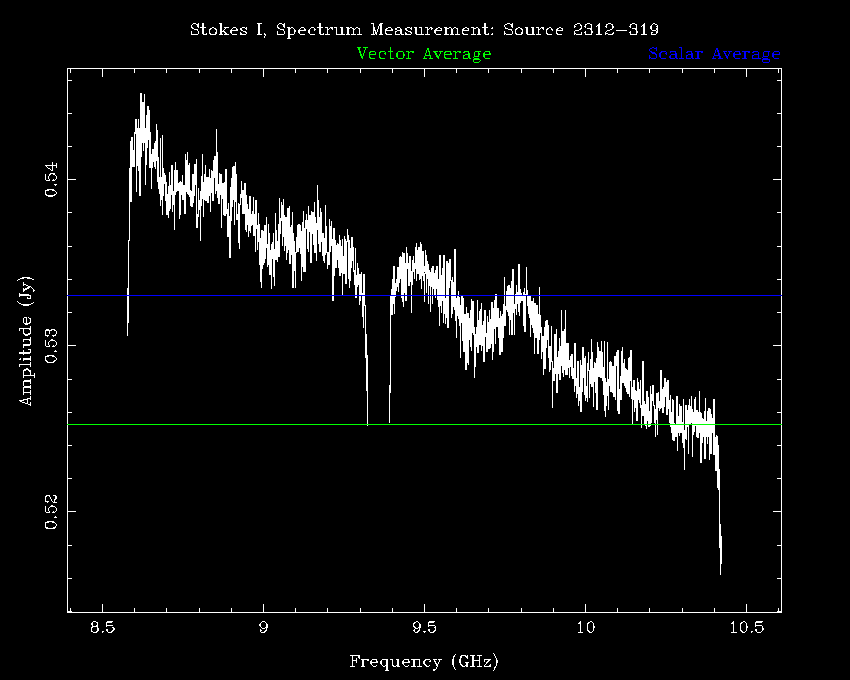 Stokes I, Spectrum Measurement: Source 2312-319
Vector Average Scalar Average
0.54
0.53
0.52
Amplitude (Jy)
8.5 9 9.5 10 10.5
Frequency (GHz)